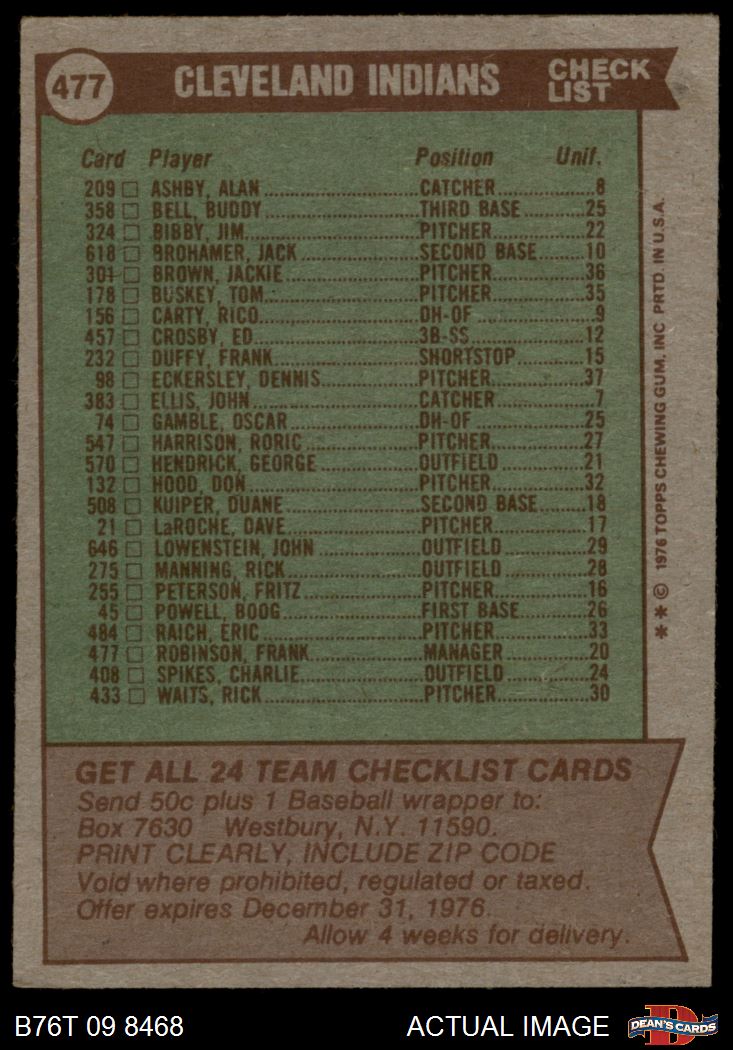 477 CLEVELAND INDIANS CHECK LIST
Card Player Position Unif.
209 ASHBY, ALAN CATCHER 8
358 BELL, BUDDY THIRD BASE 25
324 BIBBY, JIM PITCHER 22
618 BROHAMER, JACK SECOND BASE 10
301 BROWN, JACKIE PITCHER 36
178 BUSKEY, TOM PITCHER 35
156 CARTY, RICO DH-OF 9
457 CROSBY, ED 3B-SS 12
232 DUFFY, FRANK SHORTSTOP 15
98 ECKERSLEY, DENNIS PITCHER 37
383 ELLIS, JOHN CATCHER 7
74 GAMBLE, OSCAR DH-OF 25
547 HARRISON, RORIC PITCHER 27
570 HENDRICK, GEORGE OUTFIELD 21
132 HOOD, DON PITCHER 32
508 KUIPER, DUANE SECOND BASE 18
21 LaROCHE, DAVE PITCHER 17
646 LOWENSTEIN, JOHN OUTFIELD 29
275 MANNING, RICK OUTFIELD 28
255 PETERSON, FRITZ PITCHER 16
45 POWELL, BOOG FIRST BASE 26
484 RAICH, ERIC PITCHER 33
477 ROBINSON, FRANK MANAGER 20
408 SPIKES, CHARLIE OUTFIELD 24
433 WAITS, RICK PITCHER 30
* * © 1976 TOPPS CHEWING GUM, INC PRTD. IN U.S.A.
GET ALL 24 TEAM CHECKLIST CARDS
Send 50c plus 1 Baseball wrapper to:
Box 7630 Westbury, N.Y. 11590.
PRINT CLEARLY, INCLUDE ZIP CODE
Void where prohibited, regulated or taxed.
Offer expires December 31, 1976.
Allow 4 weeks for delivery.
B76T 09 8468 ACTUAL IMAGE D DEAN'S CARDS